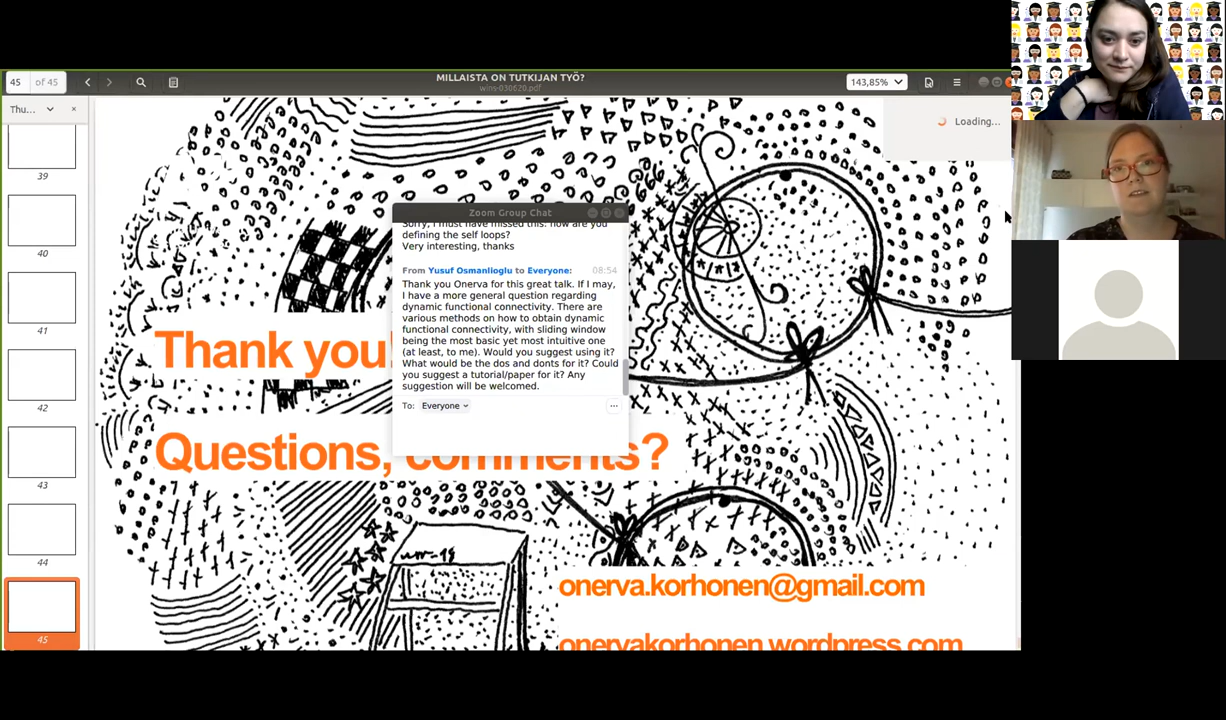 45 of 45
MILLAISTA ON TUTKIJAN TYÖ?
wins-030620.pdf
143,85%
Thu...
Loading...
39
40
41
42
43
44
45
Zoom Group Chat
Sorry, I must have missed this: how are you
defining the self loops?
Very interesting, thanks
From Yusuf Osmanlioglu to Everyone: 08:54
Thank you Onerva for this great talk. If I may,
I have a more general question regarding
dynamic functional connectivity. There are
various methods on how to obtain dynamic
functional connectivity, with sliding window
being the most basic yet most intuitive one
(at least, to me). Would you suggest using it?
What would be the dos and donts for it? Could
you suggest a tutorial/paper for it? Any
suggestion will be welcomed.
To: Everyone
Thank you!
Questions, comments?
onerva.korhonen@gmail.com
onervakorhonen.wordpress.com